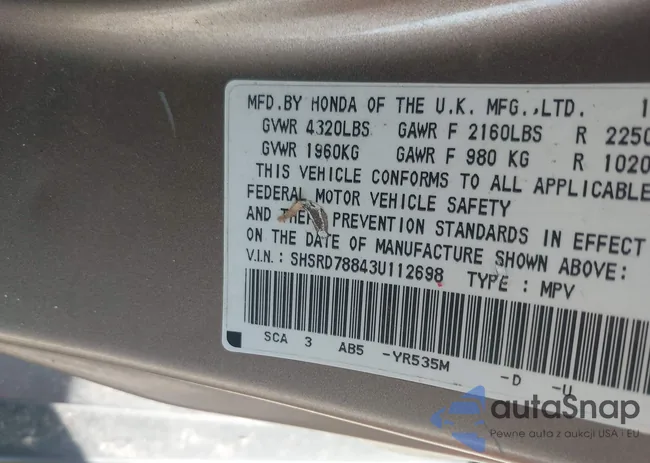 MFD.BY HONDA OF THE U.K. MFG.,LTD.
GVWR 4320LBS GAWR F 2160LBS R 2250
GVWR 1960KG GAWR F 980 KG R 1020
THIS VEHICLE CONFORMS TO ALL APPLICABLE
FEDERAL MOTOR VEHICLE SAFETY
AND PREVENTION STANDARDS IN EFFECT
ON THE DATE OF MANUFACTURE SHOWN ABOVE:
V.I.N.: SHSRD78843U112698 TYPE : MPV
SCA 3 AB5 -YR535M -D -U
autaSnap
Pewne auta z aukcji USA i EU